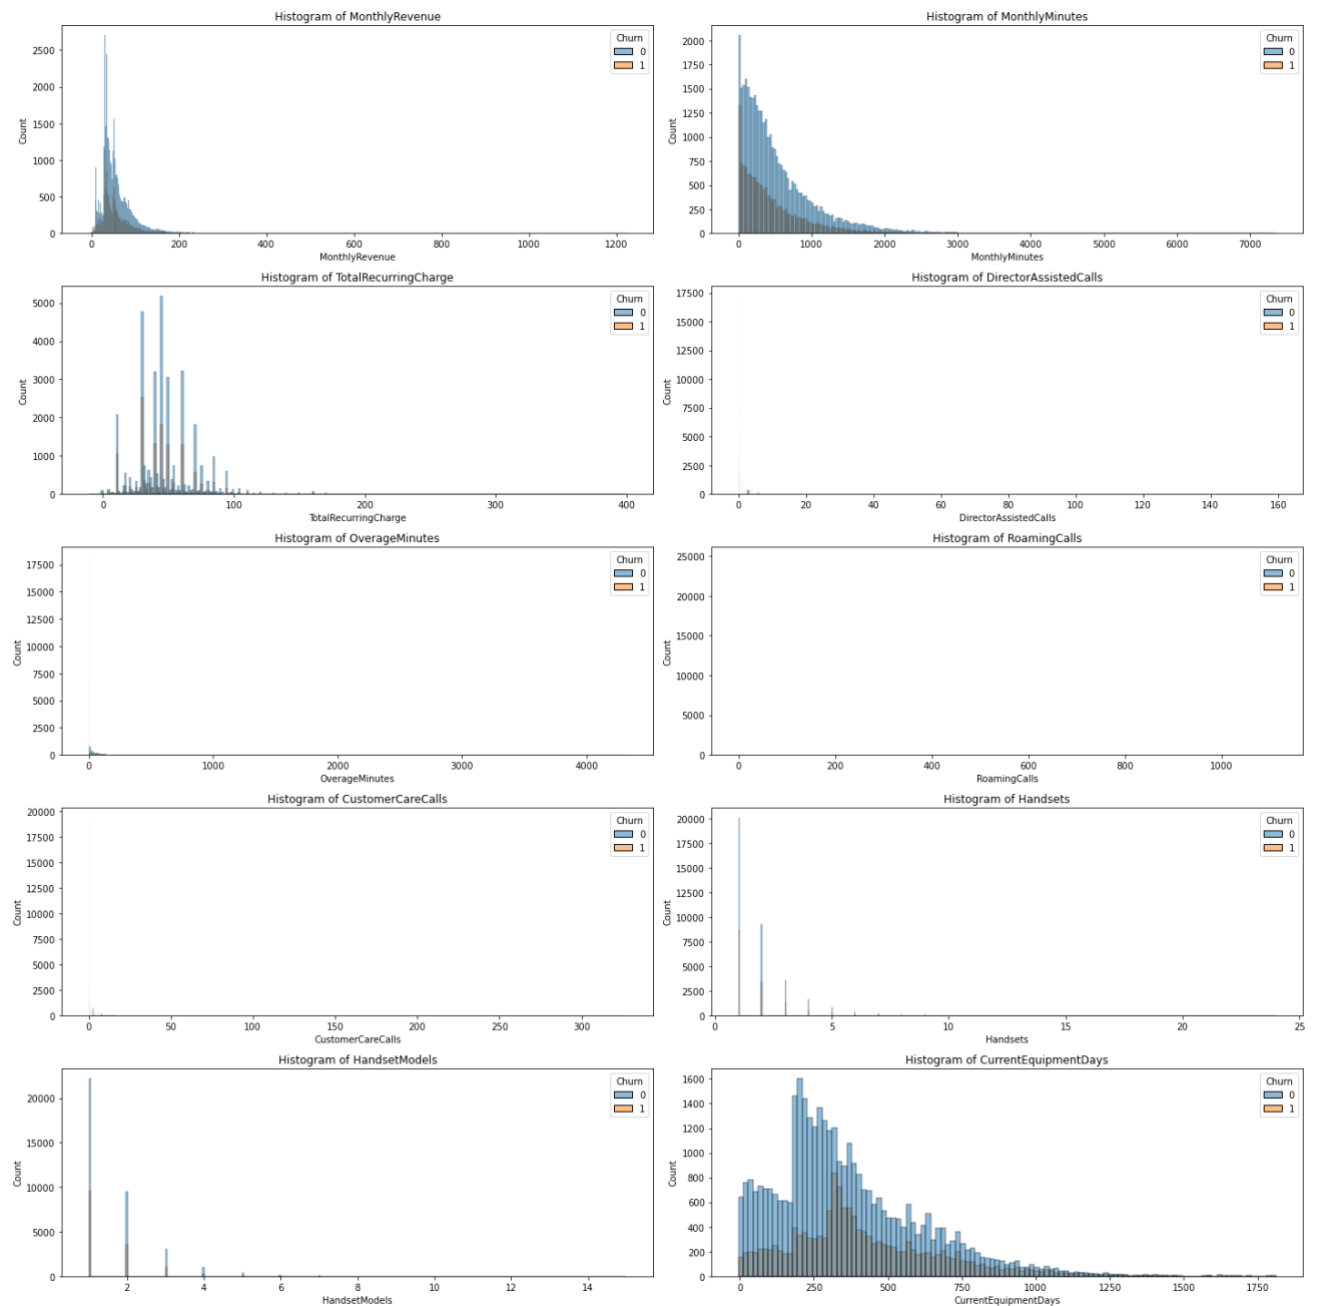 Histogram of MonthlyRevenue
Count
2500
2000
1500
1000
500
0
0 200 400 600 800 1000 1200
MonthlyRevenue
Churn
0
1
Histogram of MonthlyMinutes
Count
2000
1750
1500
1250
1000
750
500
250
0
0 1000 2000 3000 4000 5000 6000 7000
MonthlyMinutes
Churn
0
1
Histogram of TotalRecurringCharge
Count
5000
4000
3000
2000
1000
0
0 100 200 300 400
TotalRecurringCharge
Churn
0
1
Histogram of DirectorAssistedCalls
Count
17500
15000
12500
10000
7500
5000
2500
0
0 20 40 60 80 100 120 140 160
DirectorAssistedCalls
Churn
0
1
Histogram of OverageMinutes
Count
17500
15000
12500
10000
7500
5000
2500
0
0 1000 2000 3000 4000
OverageMinutes
Churn
0
1
Histogram of RoamingCalls
Count
25000
20000
15000
10000
5000
0
0 200 400 600 800 1000
RoamingCalls
Churn
0
1
Histogram of CustomerCareCalls
Count
20000
17500
15000
12500
10000
7500
5000
2500
0
0 50 100 150 200 250 300
CustomerCareCalls
Churn
0
1
Histogram of Handsets
Count
20000
17500
15000
12500
10000
7500
5000
2500
0
0 5 10 15 20 25
Handsets
Churn
0
1
Histogram of HandsetModels
Count
20000
15000
10000
5000
0
2 4 6 8 10 12 14
HandsetModels
Churn
0
1
Histogram of CurrentEquipmentDays
Count
1600
1400
1200
1000
800
600
400
200
0
0 250 500 750 1000 1250 1500 1750
CurrentEquipmentDays
Churn
0
1